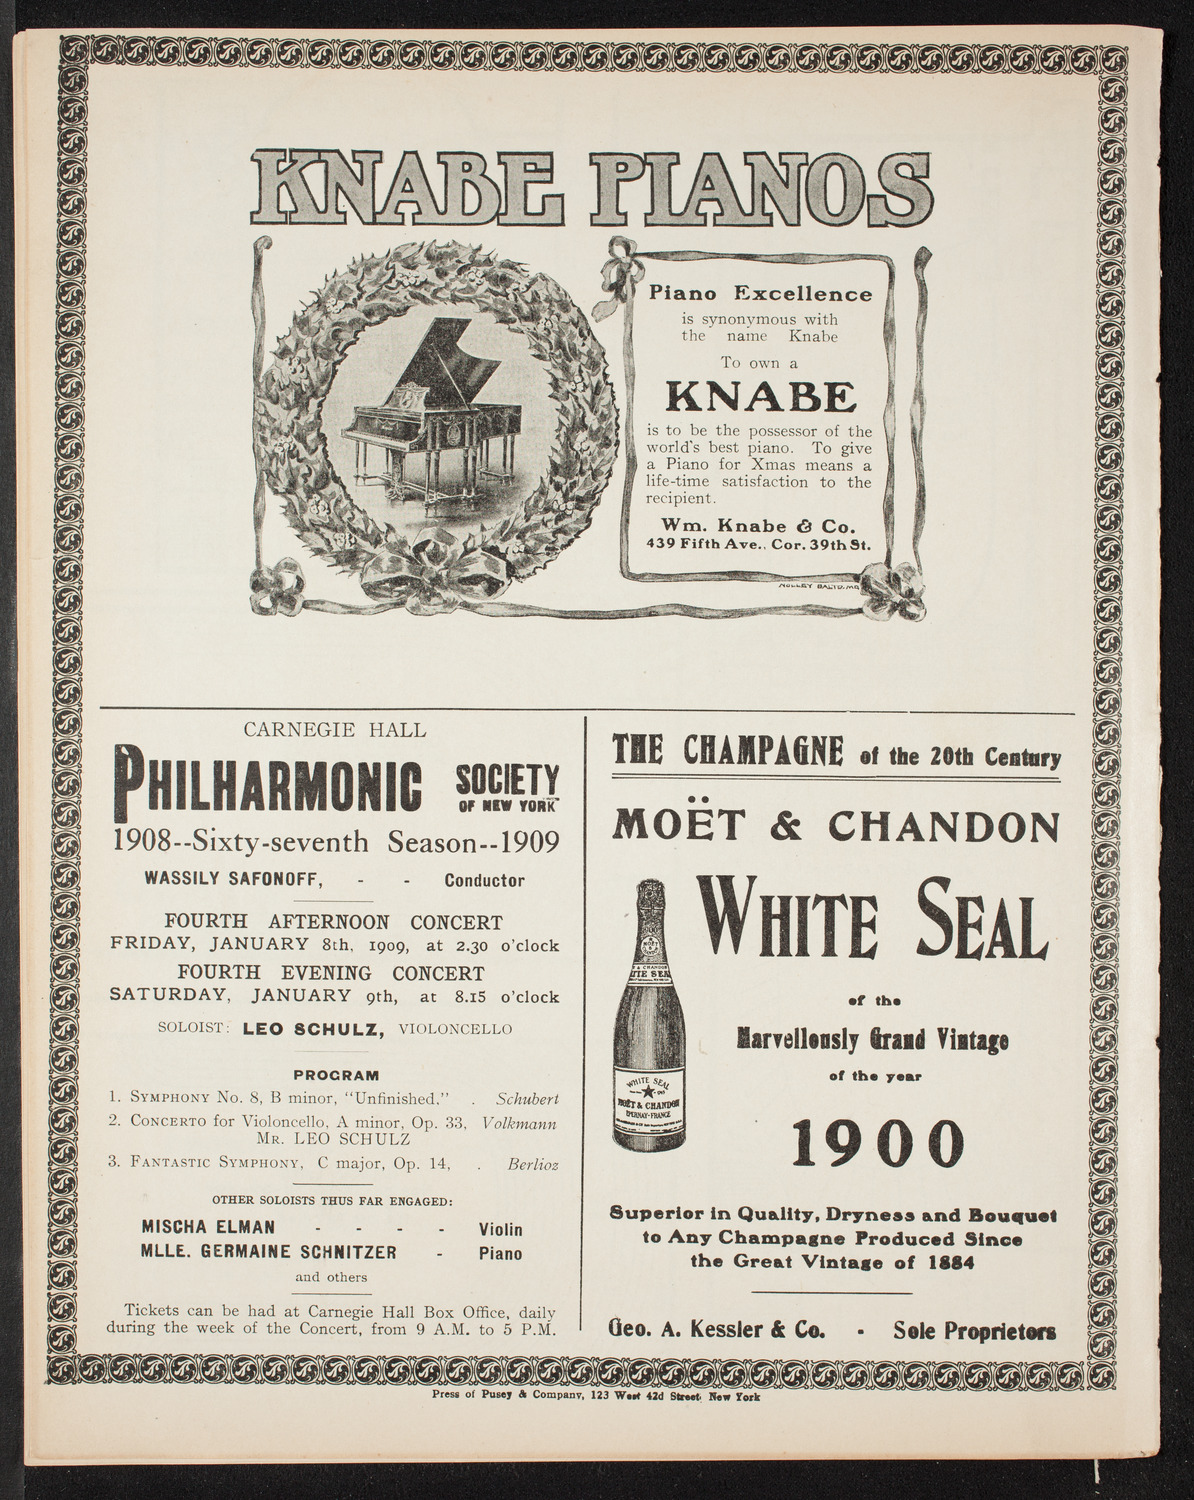 KNABE PIANOS
Piano Excellence
is synonymous with
the name Knabe
To own a
KNABE
is to be the possessor of the
world's best piano. To give
a Piano for Xmas means a
life-time satisfaction to the
recipient.
Wm. Knabe & Co.
439 Fifth Ave., Cor. 39th St.
CARNEGIE HALL
PHILHARMONIC SOCIETY
OF NEW YORK
1908--Sixty-seventh Season--1909
WASSILY SAFONOFF, - - Conductor
FOURTH AFTERNOON CONCERT
FRIDAY, JANUARY 8th, 1909, at 2.30 o'clock
FOURTH EVENING CONCERT
SATURDAY, JANUARY 9th, at 8.15 o'clock
SOLOIST: LEO SCHULZ, VIOLONCELLO
PROGRAM
1. SYMPHONY No. 8, B minor, "Unfinished," . Schubert
2. CONCERTO for Violoncello, A minor, Op. 33, Volkmann
MR. LEO SCHULZ
3. FANTASTIC SYMPHONY, C major, Op. 14, . Berlioz
OTHER SOLOISTS THUS FAR ENGAGED:
MISCHA ELMAN - - - - Violin
MLLE. GERMAINE SCHNITZER - Piano
and others
Tickets can be had at Carnegie Hall Box Office, daily
during the week of the Concert, from 9 A.M. to 5 P.M.
THE CHAMPAGNE of the 20th Century
MOËT & CHANDON
WHITE SEAL
of the
Marvellously Grand Vintage
of the year
1900
WHITE SEAL
MOËT & CHANDON
EPERNAY-FRANCE
Superior in Quality, Dryness and Bouquet
to Any Champagne Produced Since
the Great Vintage of 1884
Geo. A. Kessler & Co. - Sole Proprietors
Press of Pusey & Company, 123 West 42d Street, New York